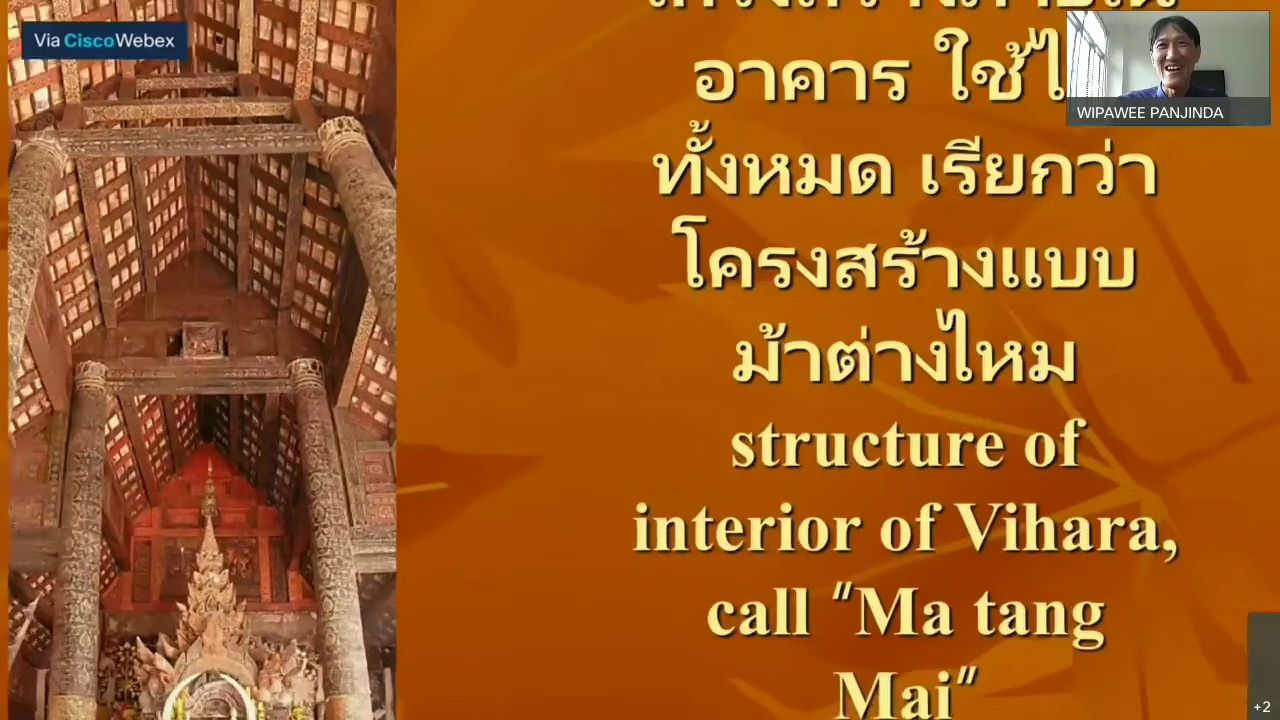 Via CiscoWebex
WIPAWEE PANJINDA
อาคาร ใช้ไ
ทั้งหมด เรียกว่า
โครงสร้างแบบ
ม้าต่างไหม
structure of
interior of Vihara,
call "Ma tang
Mai"
+2